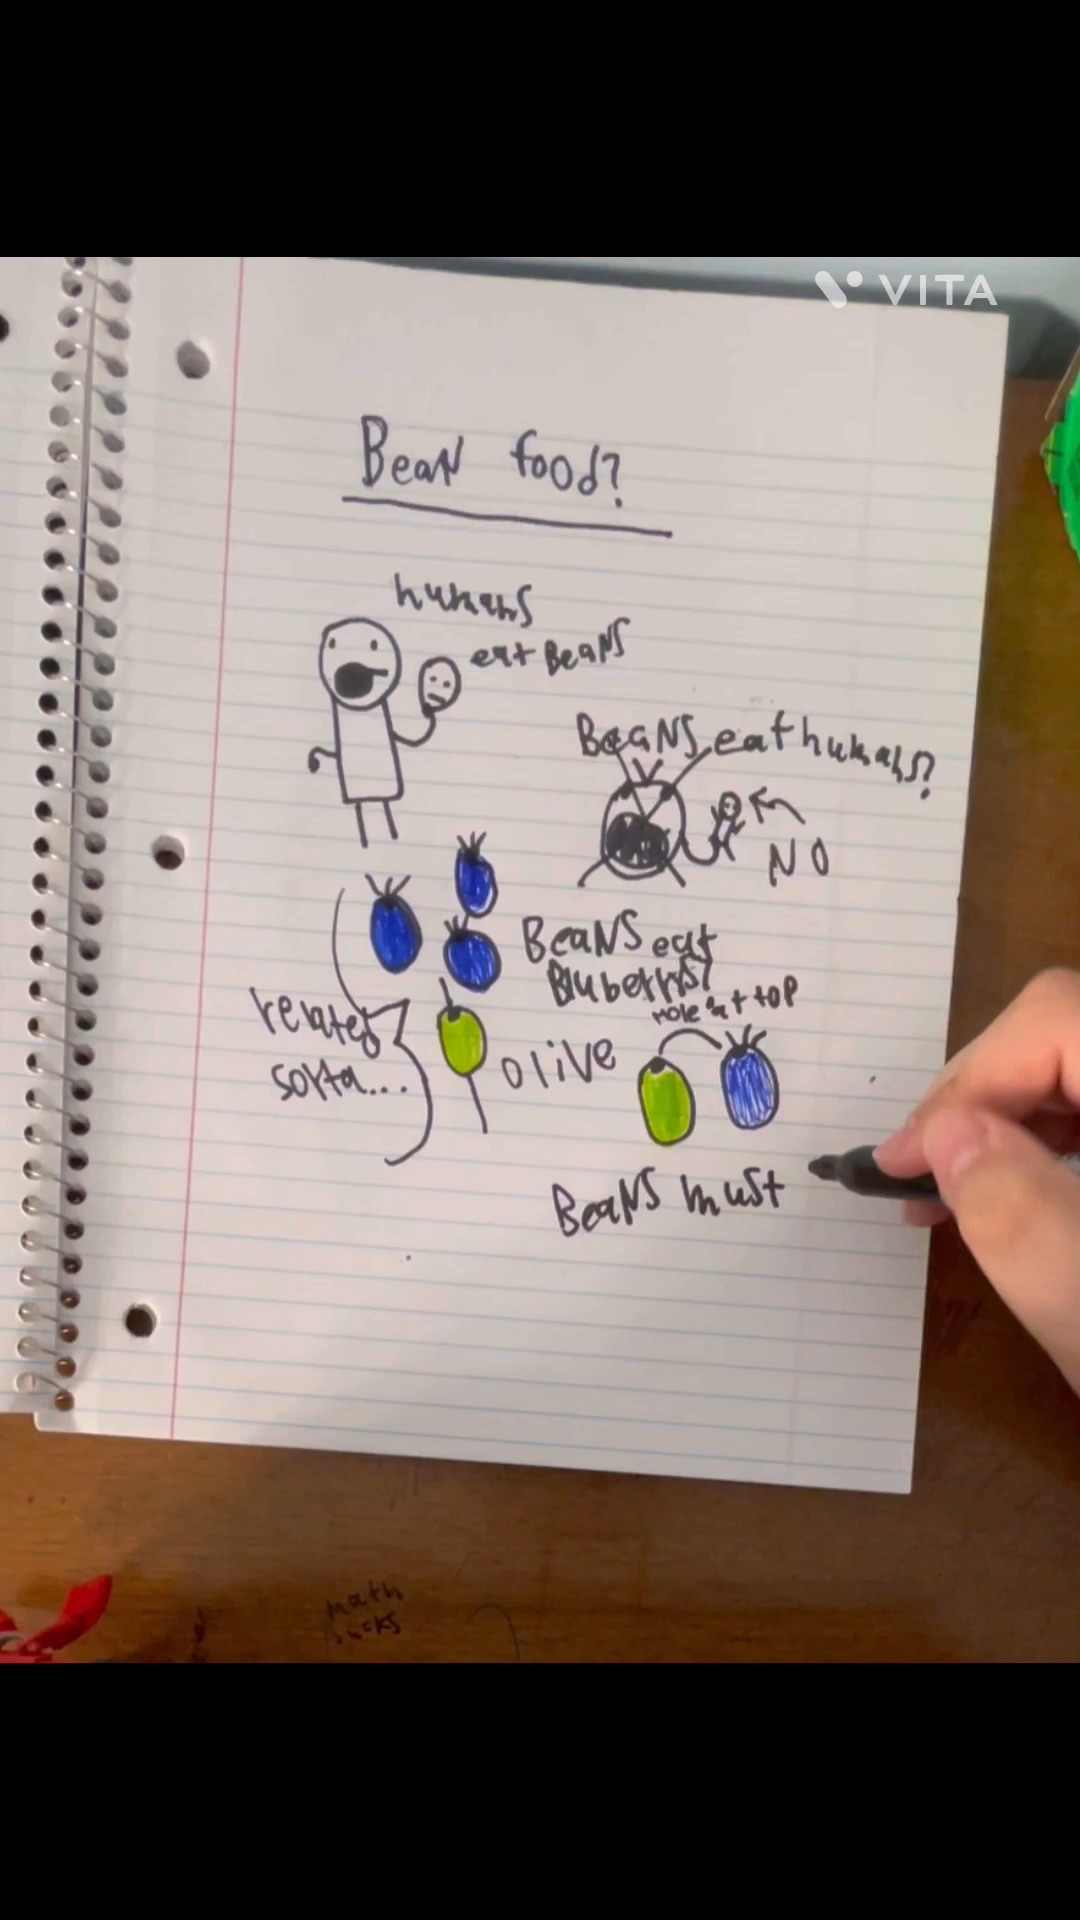 VITA
BeaN food?
humans
eat BeaNS
BeaNS eat humans?
NO
BeaNS eat
Bluberrys?
hole at top
related
sorta...
olive
BeaNS must
math
sucks